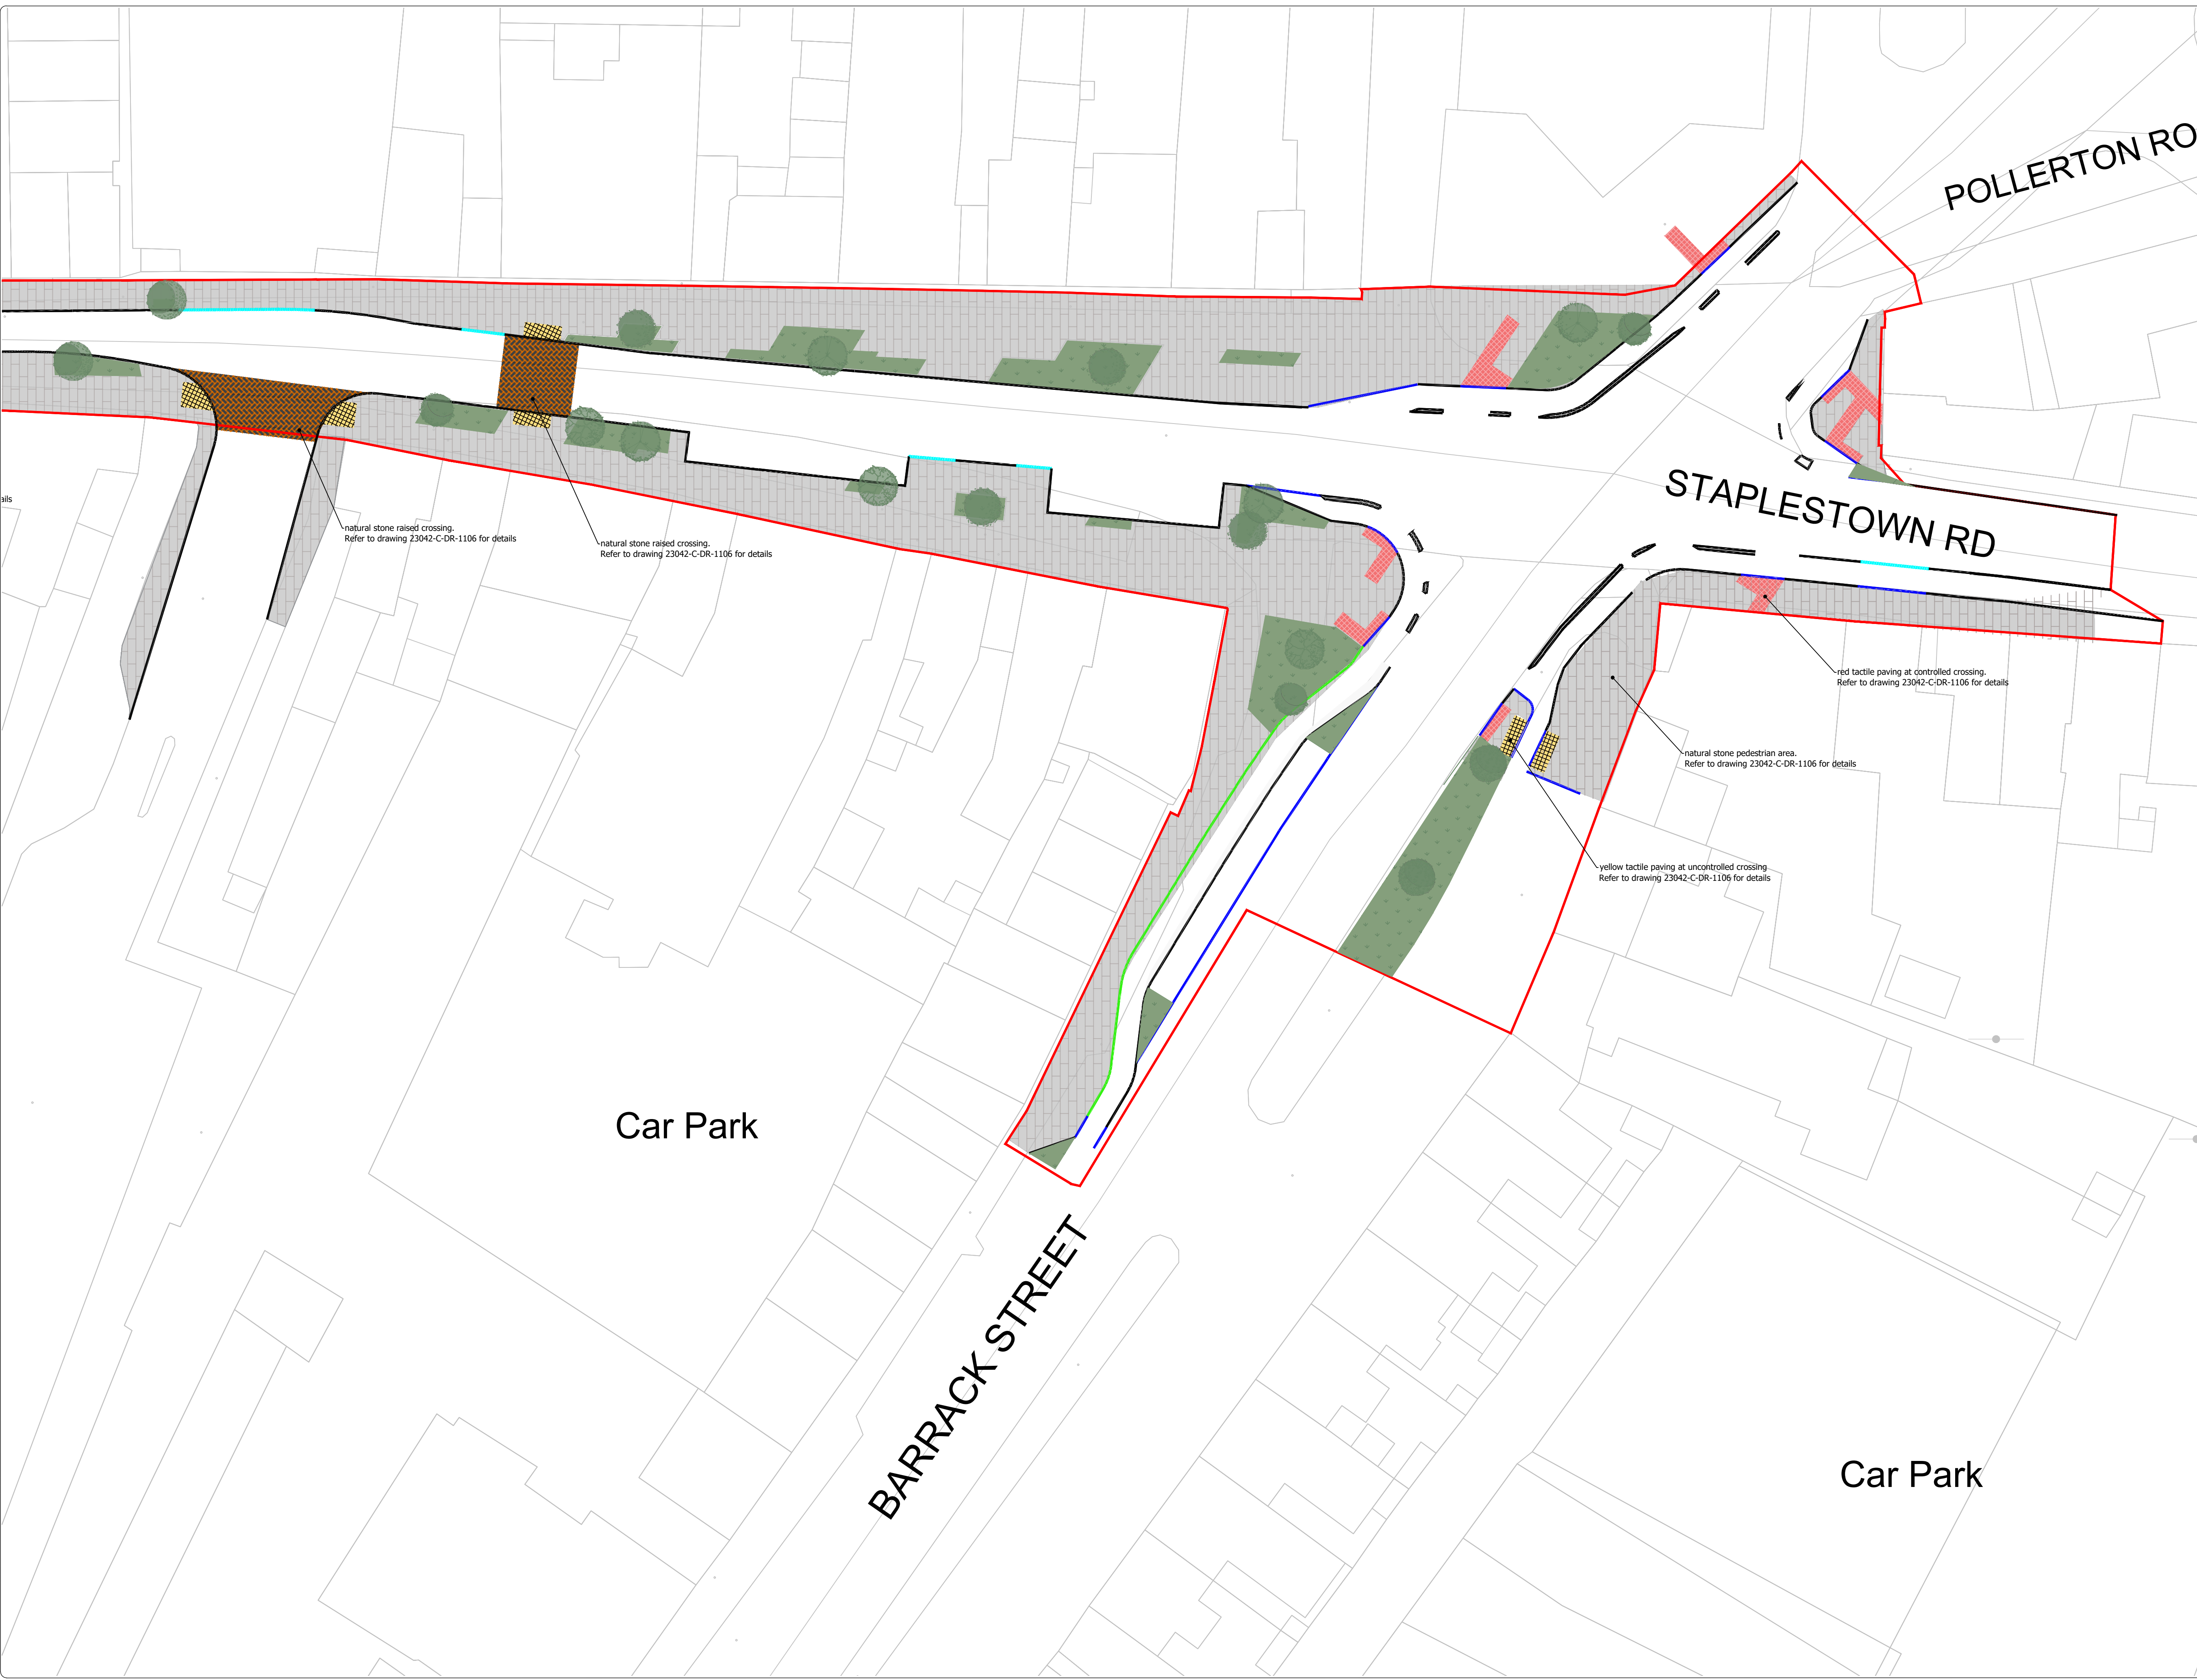 POLLERTON RO
STAPLESTOWN RD
ails
natural stone raised crossing.
Refer to drawing 23042-C-DR-1106 for details
natural stone raised crossing.
Refer to drawing 23042-C-DR-1106 for details
red tactile paving at controlled crossing.
Refer to drawing 23042-C-DR-1106 for details
natural stone pedestrian area.
Refer to drawing 23042-C-DR-1106 for details
yellow tactile paving at uncontrolled crossing
Refer to drawing 23042-C-DR-1106 for details
Car Park
BARRACK STREET
Car Park